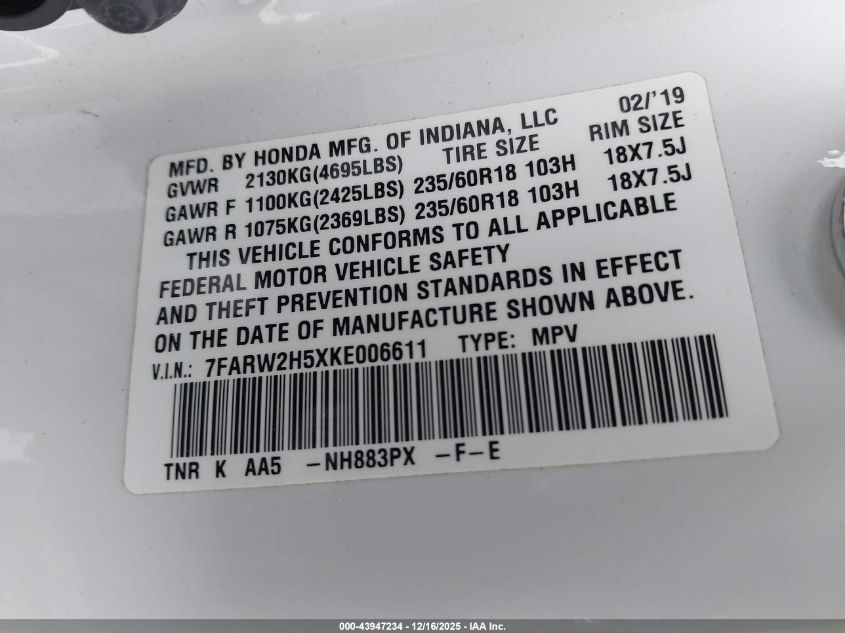 MFD. BY HONDA MFG. OF INDIANA, LLC 02/'19
GVWR 2130KG(4695LBS) TIRE SIZE RIM SIZE
GAWR F 1100KG(2425LBS) 235/60R18 103H 18X7.5J
GAWR R 1075KG(2369LBS) 235/60R18 103H 18X7.5J
THIS VEHICLE CONFORMS TO ALL APPLICABLE
FEDERAL MOTOR VEHICLE SAFETY
AND THEFT PREVENTION STANDARDS IN EFFECT
ON THE DATE OF MANUFACTURE SHOWN ABOVE.
V.I.N.: 7FARW2H5XKE006611 TYPE: MPV
TNR K AA5 -NH883PX -F-E
000-43947234 - 12/16/2025 - IAA Inc.